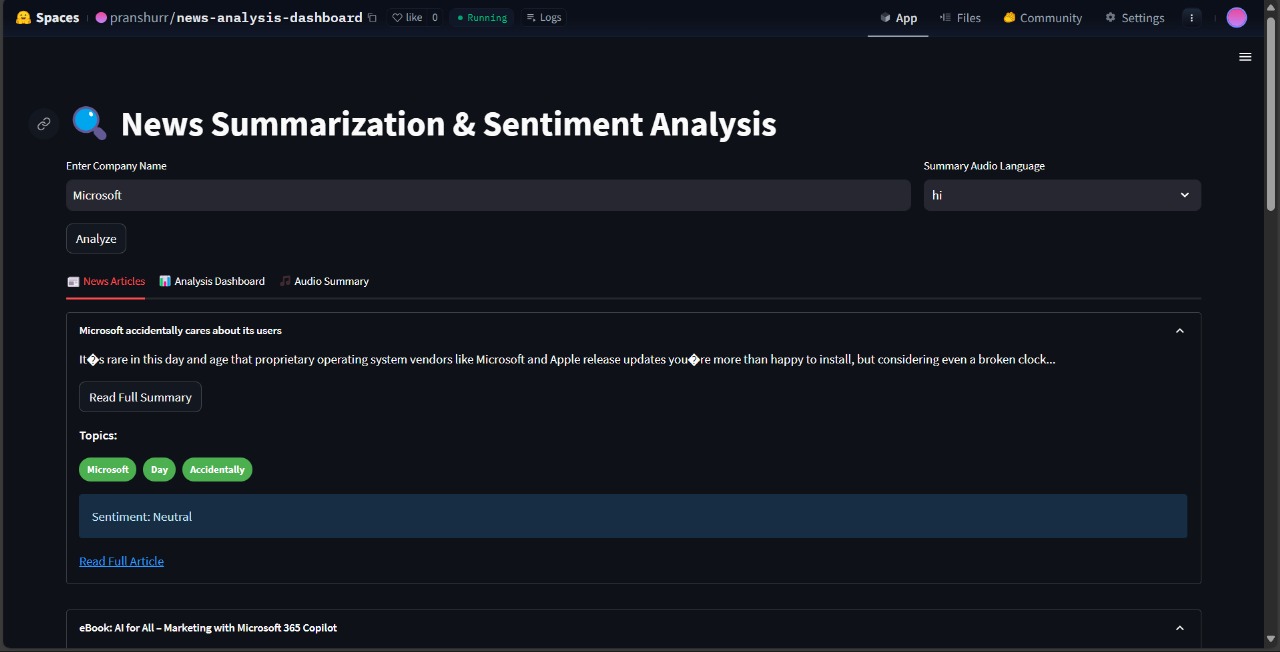 Spaces pranshurr/news-analysis-dashboard like 0 Running Logs App Files Community Settings
News Summarization & Sentiment Analysis
Enter Company Name Summary Audio Language
Microsoft hi
Analyze
News Articles Analysis Dashboard Audio Summary
Microsoft accidentally cares about its users
It�s rare in this day and age that proprietary operating system vendors like Microsoft and Apple release updates you�re more than happy to install, but considering even a broken clock...
Read Full Summary
Topics:
Microsoft Day Accidentally
Sentiment: Neutral
Read Full Article
eBook: AI for All – Marketing with Microsoft 365 Copilot